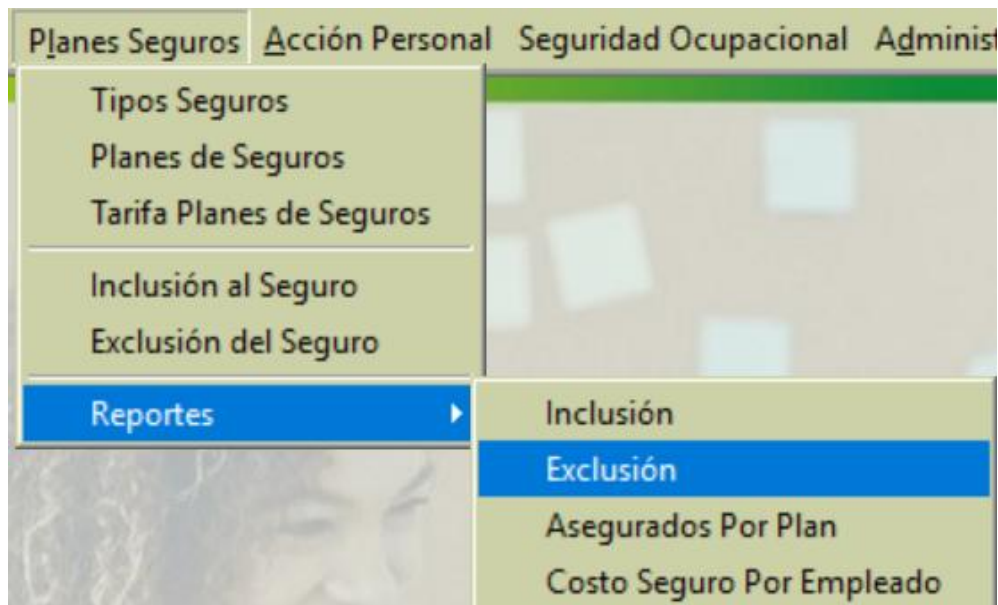 Planes Seguros Acción Personal Seguridad Ocupacional
Tipos Seguros
Planes de Seguros
Tarifa Planes de Seguros
Inclusión al Seguro
Exclusión del Seguro
Reportes
Inclusión
Exclusión
Asegurados Por Plan
Costo Seguro Por Empleado